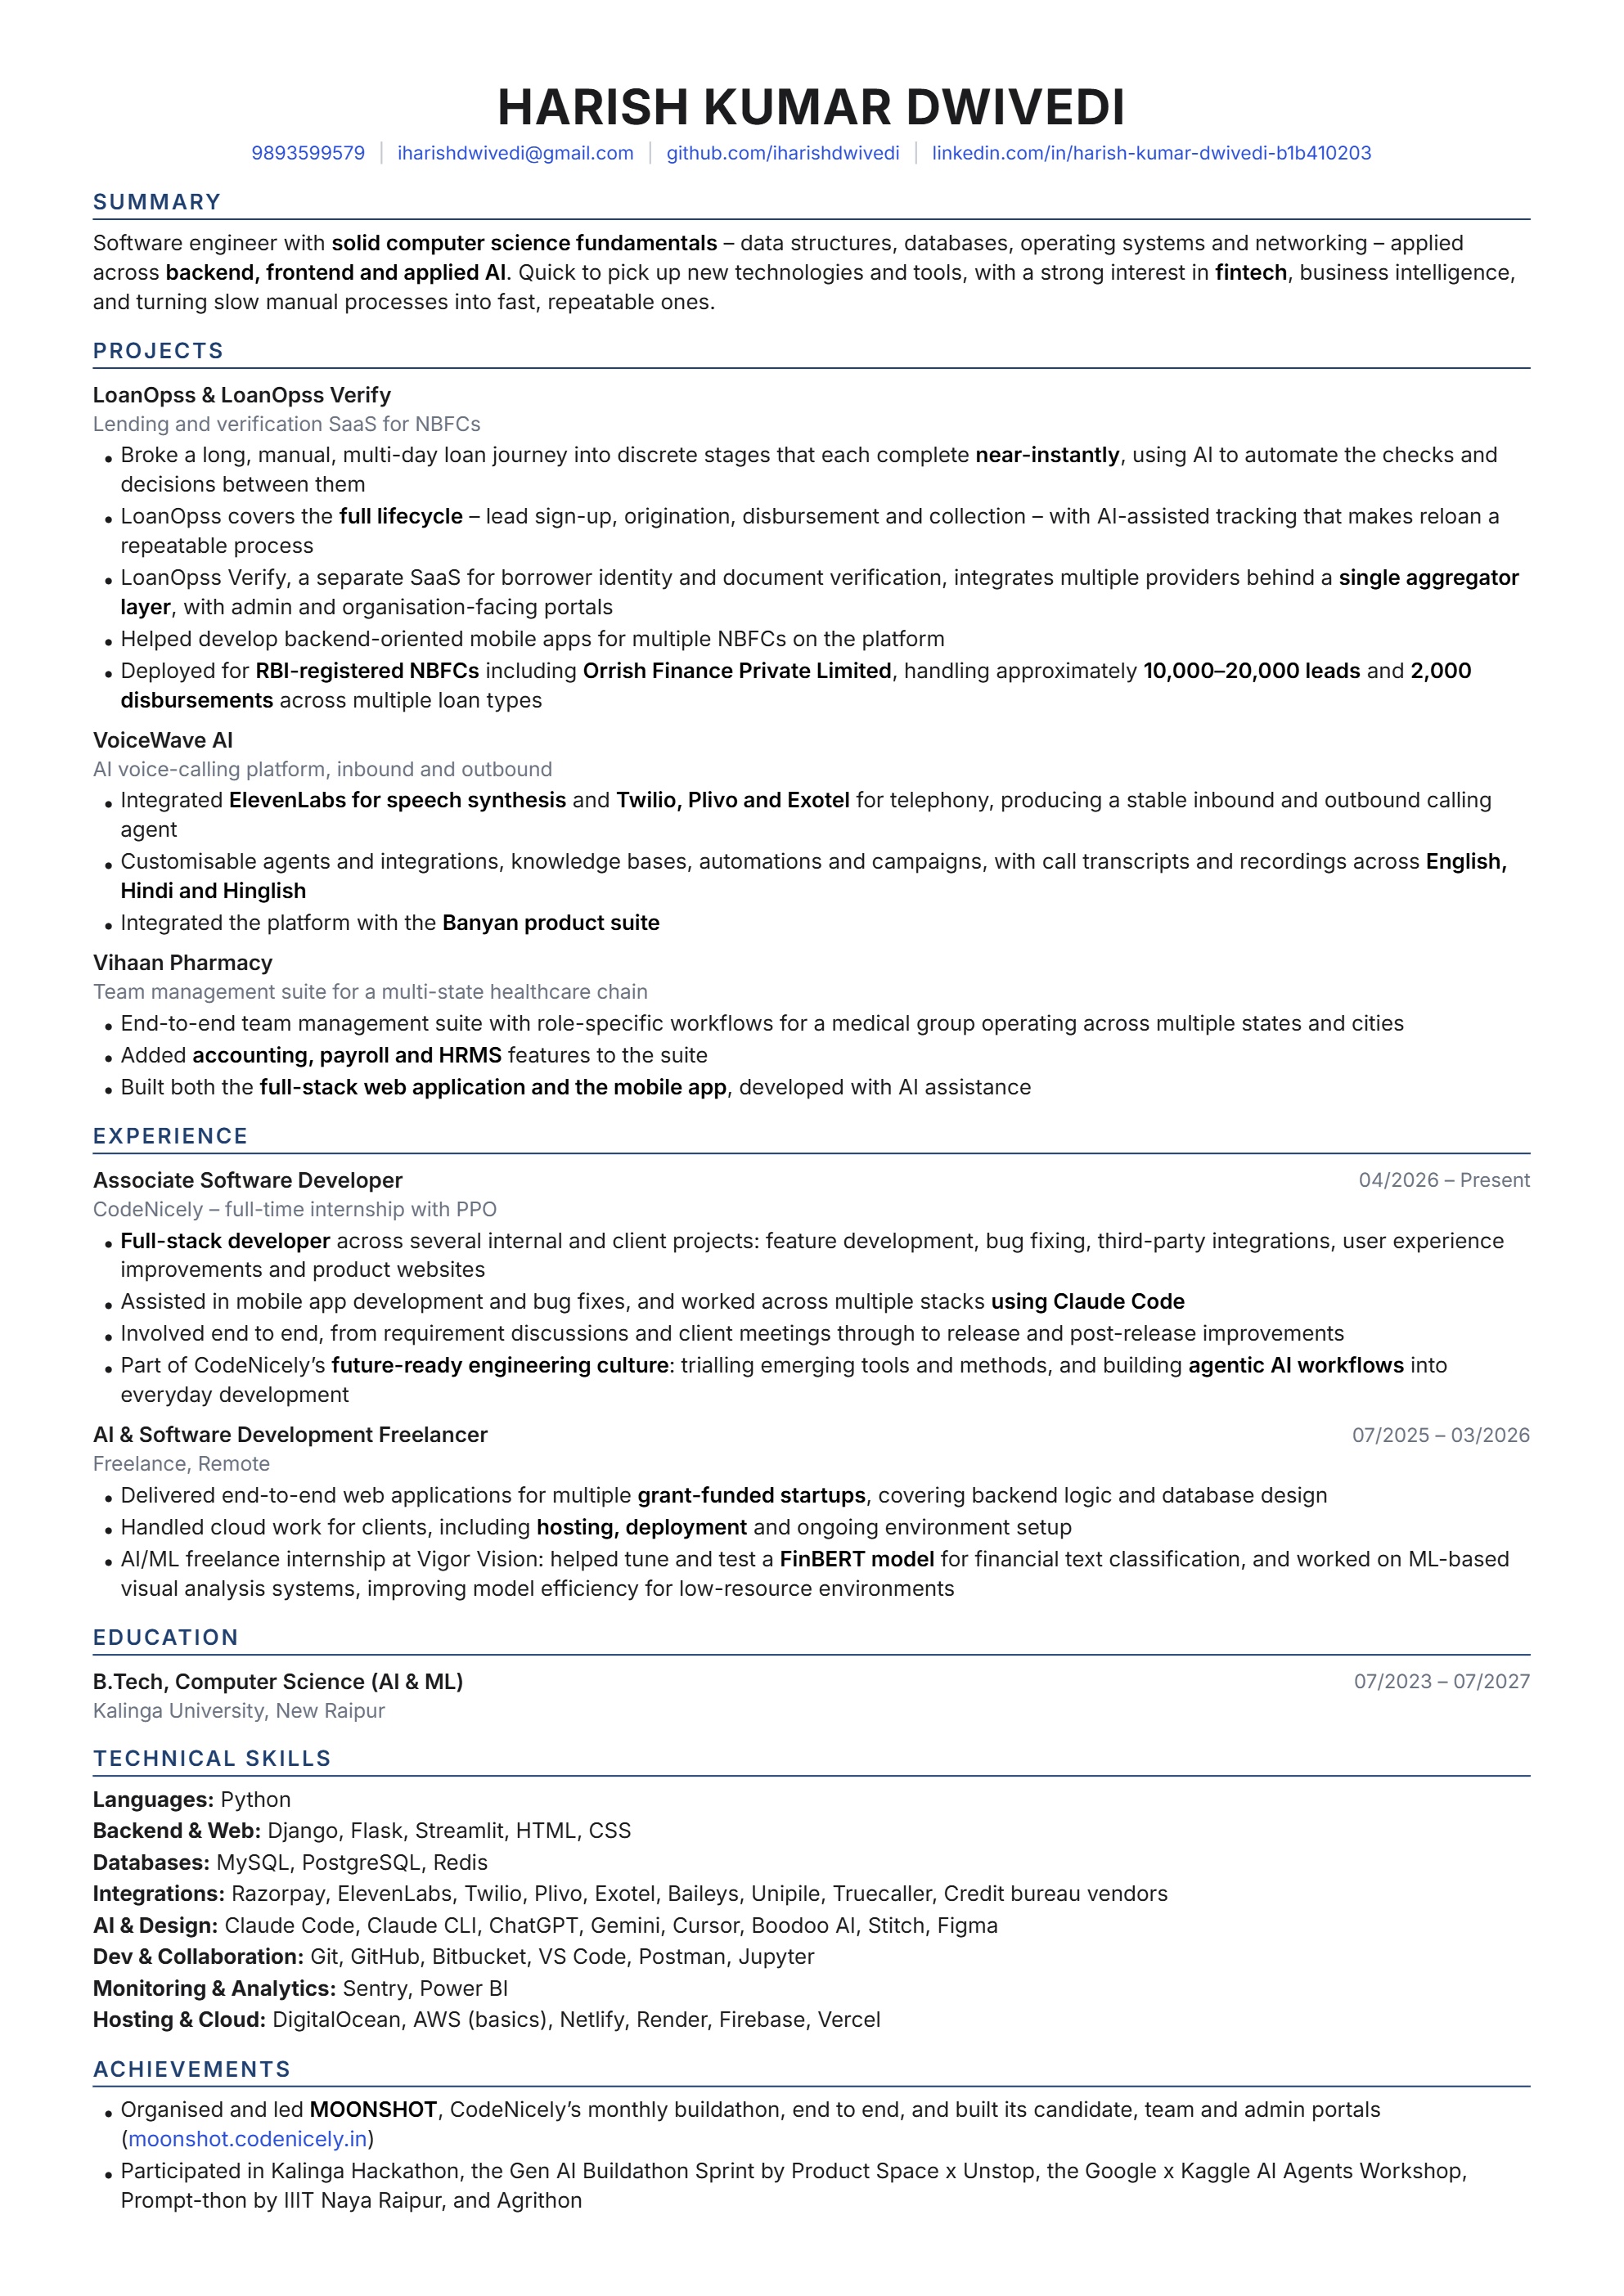 HARISH KUMAR DWIVEDI
9893599579 | iharishdwivedi@gmail.com | github.com/iharishdwivedi | linkedin.com/in/harish-kumar-dwivedi-b1b410203
SUMMARY
Software engineer with solid computer science fundamentals – data structures, databases, operating systems and networking – applied
across backend, frontend and applied AI. Quick to pick up new technologies and tools, with a strong interest in fintech, business intelligence,
and turning slow manual processes into fast, repeatable ones.
PROJECTS
LoanOpss & LoanOpss Verify
Lending and verification SaaS for NBFCs
• Broke a long, manual, multi-day loan journey into discrete stages that each complete near-instantly, using AI to automate the checks and
decisions between them
• LoanOpss covers the full lifecycle – lead sign-up, origination, disbursement and collection – with AI-assisted tracking that makes reloan a
repeatable process
• LoanOpss Verify, a separate SaaS for borrower identity and document verification, integrates multiple providers behind a single aggregator
layer, with admin and organisation-facing portals
• Helped develop backend-oriented mobile apps for multiple NBFCs on the platform
• Deployed for RBI-registered NBFCs including Orrish Finance Private Limited, handling approximately 10,000–20,000 leads and 2,000
disbursements across multiple loan types
VoiceWave AI
AI voice-calling platform, inbound and outbound
• Integrated ElevenLabs for speech synthesis and Twilio, Plivo and Exotel for telephony, producing a stable inbound and outbound calling
agent
• Customisable agents and integrations, knowledge bases, automations and campaigns, with call transcripts and recordings across English,
Hindi and Hinglish
• Integrated the platform with the Banyan product suite
Vihaan Pharmacy
Team management suite for a multi-state healthcare chain
• End-to-end team management suite with role-specific workflows for a medical group operating across multiple states and cities
• Added accounting, payroll and HRMS features to the suite
• Built both the full-stack web application and the mobile app, developed with AI assistance
EXPERIENCE
Associate Software Developer 04/2026 – Present
CodeNicely – full-time internship with PPO
• Full-stack developer across several internal and client projects: feature development, bug fixing, third-party integrations, user experience
improvements and product websites
• Assisted in mobile app development and bug fixes, and worked across multiple stacks using Claude Code
• Involved end to end, from requirement discussions and client meetings through to release and post-release improvements
• Part of CodeNicely’s future-ready engineering culture: trialling emerging tools and methods, and building agentic AI workflows into
everyday development
AI & Software Development Freelancer 07/2025 – 03/2026
Freelance, Remote
• Delivered end-to-end web applications for multiple grant-funded startups, covering backend logic and database design
• Handled cloud work for clients, including hosting, deployment and ongoing environment setup
• AI/ML freelance internship at Vigor Vision: helped tune and test a FinBERT model for financial text classification, and worked on ML-based
visual analysis systems, improving model efficiency for low-resource environments
EDUCATION
B.Tech, Computer Science (AI & ML) 07/2023 – 07/2027
Kalinga University, New Raipur
TECHNICAL SKILLS
Languages: Python
Backend & Web: Django, Flask, Streamlit, HTML, CSS
Databases: MySQL, PostgreSQL, Redis
Integrations: Razorpay, ElevenLabs, Twilio, Plivo, Exotel, Baileys, Unipile, Truecaller, Credit bureau vendors
AI & Design: Claude Code, Claude CLI, ChatGPT, Gemini, Cursor, Boodoo AI, Stitch, Figma
Dev & Collaboration: Git, GitHub, Bitbucket, VS Code, Postman, Jupyter
Monitoring & Analytics: Sentry, Power BI
Hosting & Cloud: DigitalOcean, AWS (basics), Netlify, Render, Firebase, Vercel
ACHIEVEMENTS
• Organised and led MOONSHOT, CodeNicely’s monthly buildathon, end to end, and built its candidate, team and admin portals
(moonshot.codenicely.in)
• Participated in Kalinga Hackathon, the Gen AI Buildathon Sprint by Product Space x Unstop, the Google x Kaggle AI Agents Workshop,
Prompt-thon by IIIT Naya Raipur, and Agrithon